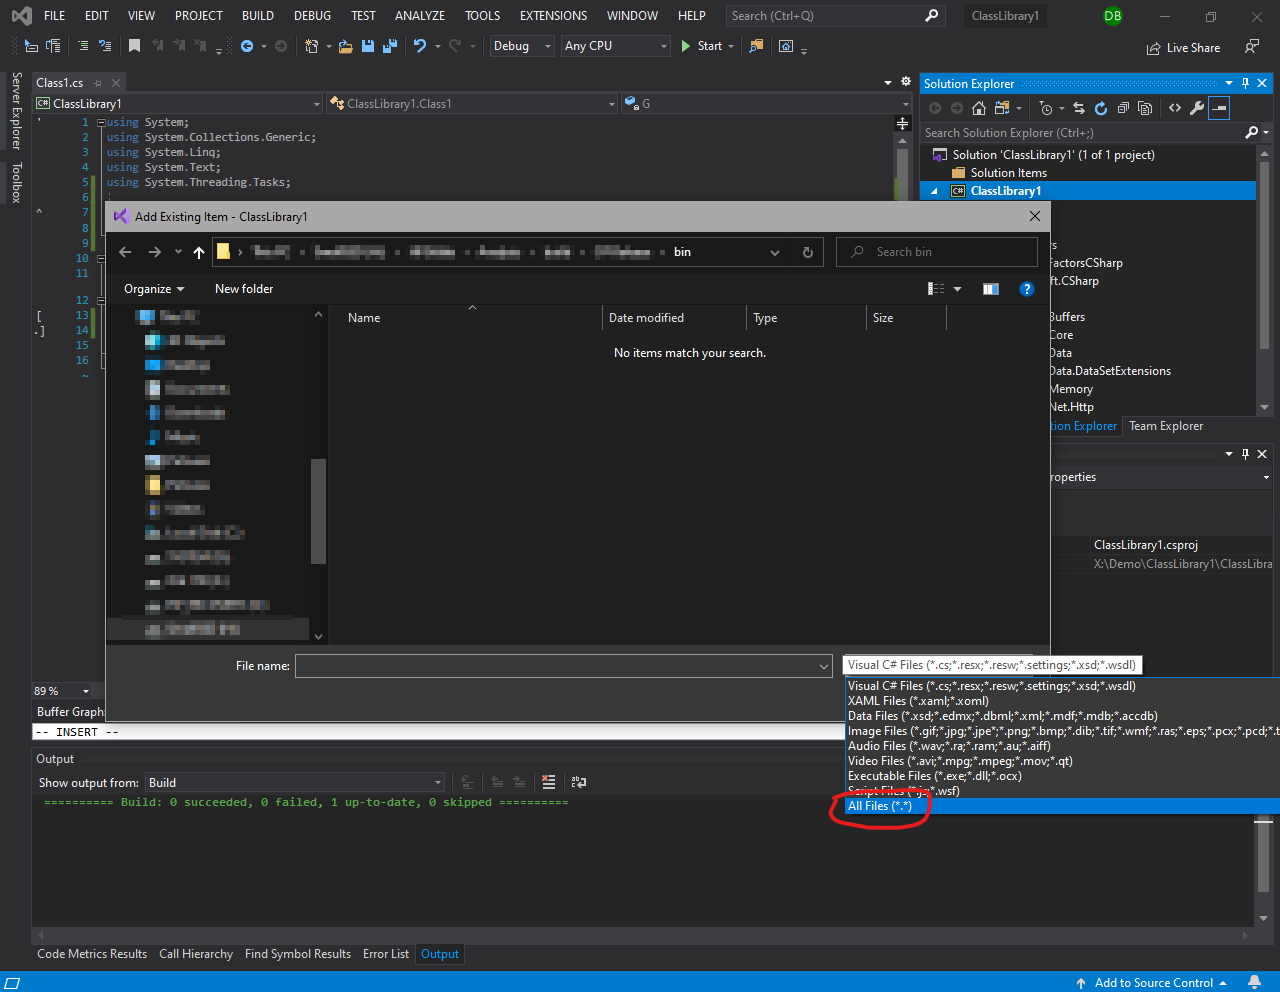 FILE EDIT VIEW PROJECT BUILD DEBUG TEST ANALYZE TOOLS EXTENSIONS WINDOW HELP Search (Ctrl+Q) ClassLibrary1 DB
Debug Any CPU Start Live Share
Server Explorer
Toolbox
Class1.cs
ClassLibrary1 ClassLibrary1.Class1 G
' 1 using System;
2 using System.Collections.Generic;
3 using System.Linq;
4 using System.Text;
5 using System.Threading.Tasks;
6
^ 7
8
9
10
11
12
[ 13
.] 14
15
16
~
89 %
Buffer Graph
-- INSERT --
Solution Explorer
Search Solution Explorer (Ctrl+;)
Solution 'ClassLibrary1' (1 of 1 project)
Solution Items
C# ClassLibrary1
rs
FactorsCSharp
ft.CSharp
Buffers
Core
Data
Data.DataSetExtensions
Memory
Net.Http
tion Explorer Team Explorer
roperties
ClassLibrary1.csproj
X:\Demo\ClassLibrary1\ClassLibra
Add Existing Item - ClassLibrary1
bin Search bin
Organize New folder
Name Date modified Type Size
No items match your search.
File name:
Visual C# Files (*.cs;*.resx;*.resw;*.settings;*.xsd;*.wsdl)
Visual C# Files (*.cs;*.resx;*.resw;*.settings;*.xsd;*.wsdl)
XAML Files (*.xaml;*.xoml)
Data Files (*.xsd;*.edmx;*.dbml;*.xml;*.mdf;*.mdb;*.accdb)
Image Files (*.gif;*.jpg;*.jpe*;*.png;*.bmp;*.dib;*.tif;*.wmf;*.ras;*.eps;*.pcx;*.pcd;*.t
Audio Files (*.wav;*.ra;*.ram;*.au;*.aiff)
Video Files (*.avi;*.mpg;*.mpeg;*.mov;*.qt)
Executable Files (*.exe;*.dll;*.ocx)
Script Files (*.js;*.wsf)
All Files (*.*)
Output
Show output from: Build
========== Build: 0 succeeded, 0 failed, 1 up-to-date, 0 skipped ==========
Code Metrics Results Call Hierarchy Find Symbol Results Error List Output
Add to Source Control